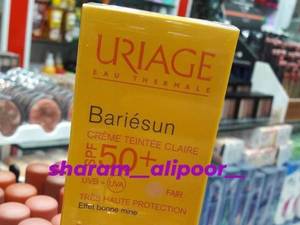 URIAGE
EAU THERMALE
Bariésun
CRÈME TEINTÉE CLAIRE
SPF 50+
UVB - UVA
FAIR
sharam__alipoor__
TRÈS HAUTE PROTECTION
Effet bonne mine